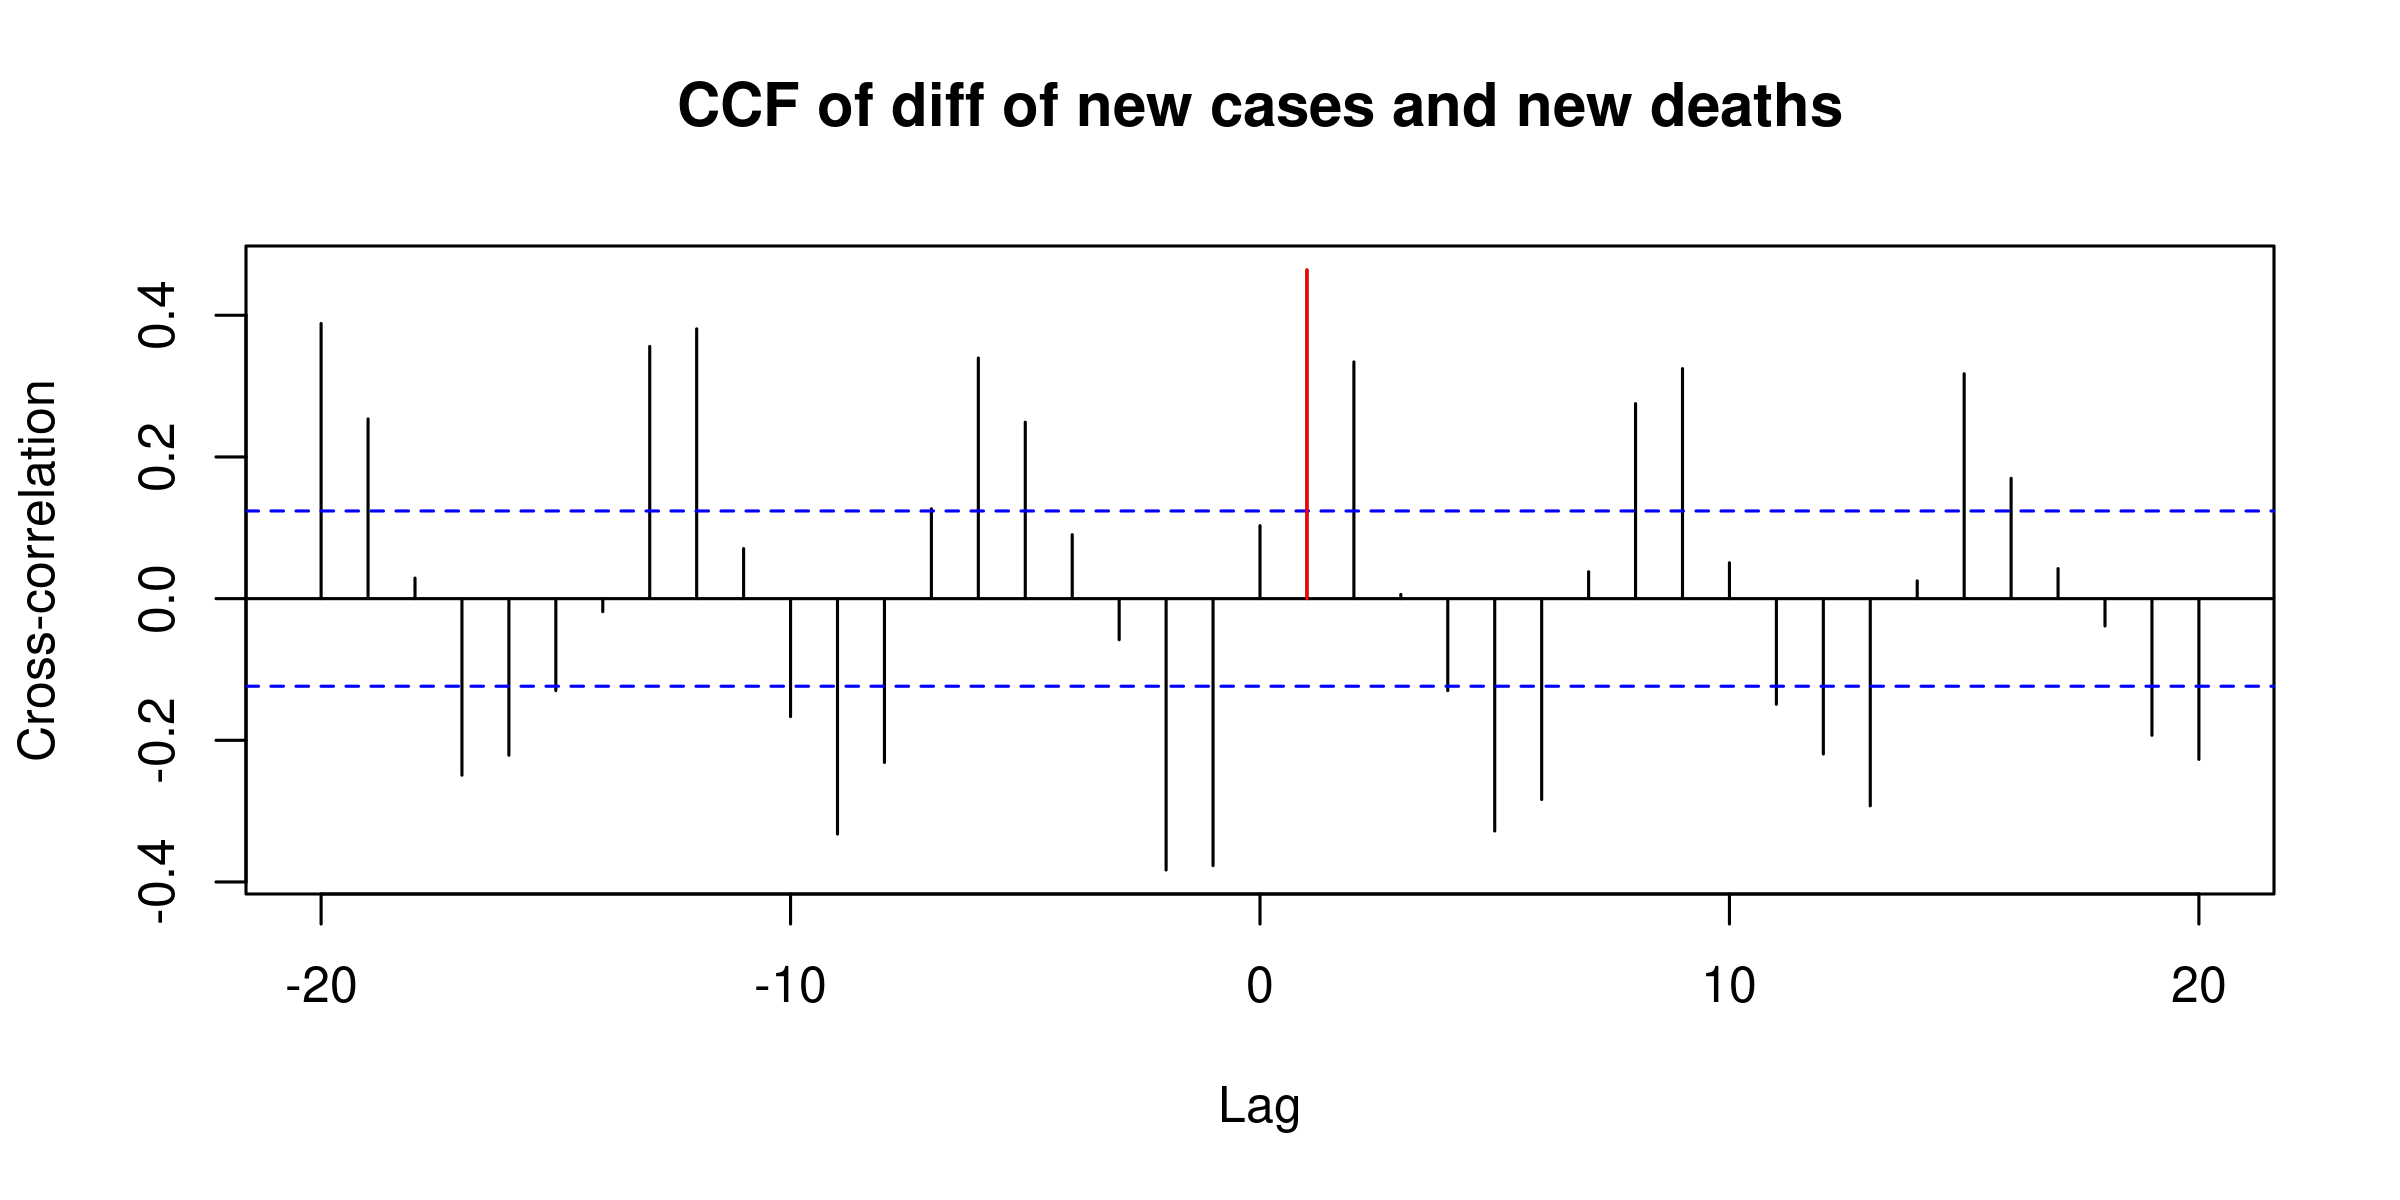 CCF of diff of new cases and new deaths
Cross-correlation
0.4
0.2
0.0
-0.2
-0.4
-20 -10 0 10 20
Lag